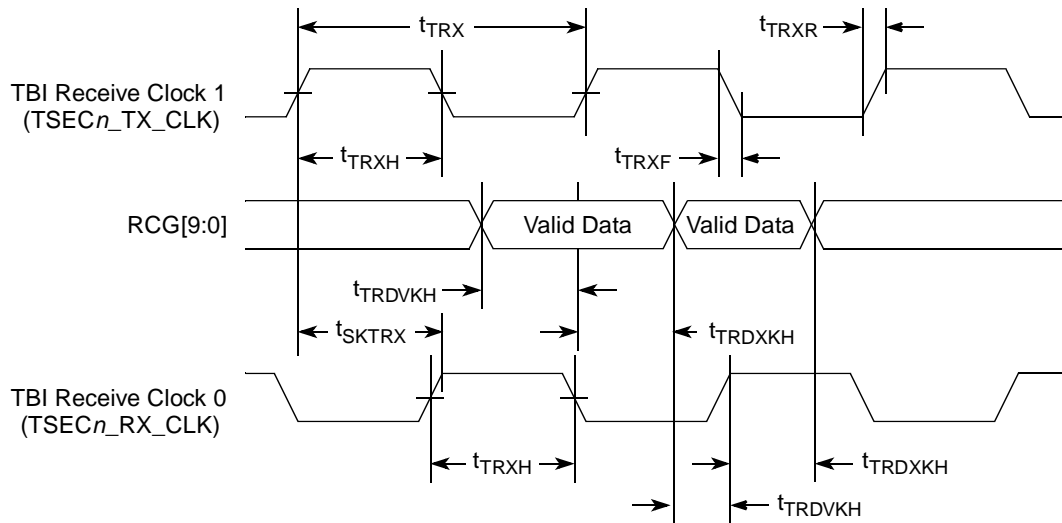 tTRX
tTRXR
TBI Receive Clock 1
(TSECn_TX_CLK)
tTRXH
tTRXF
RCG[9:0]
Valid Data
Valid Data
tTRDVKH
tSKTRX
tTRDXKH
TBI Receive Clock 0
(TSECn_RX_CLK)
tTRXH
tTRDXKH
tTRDVKH